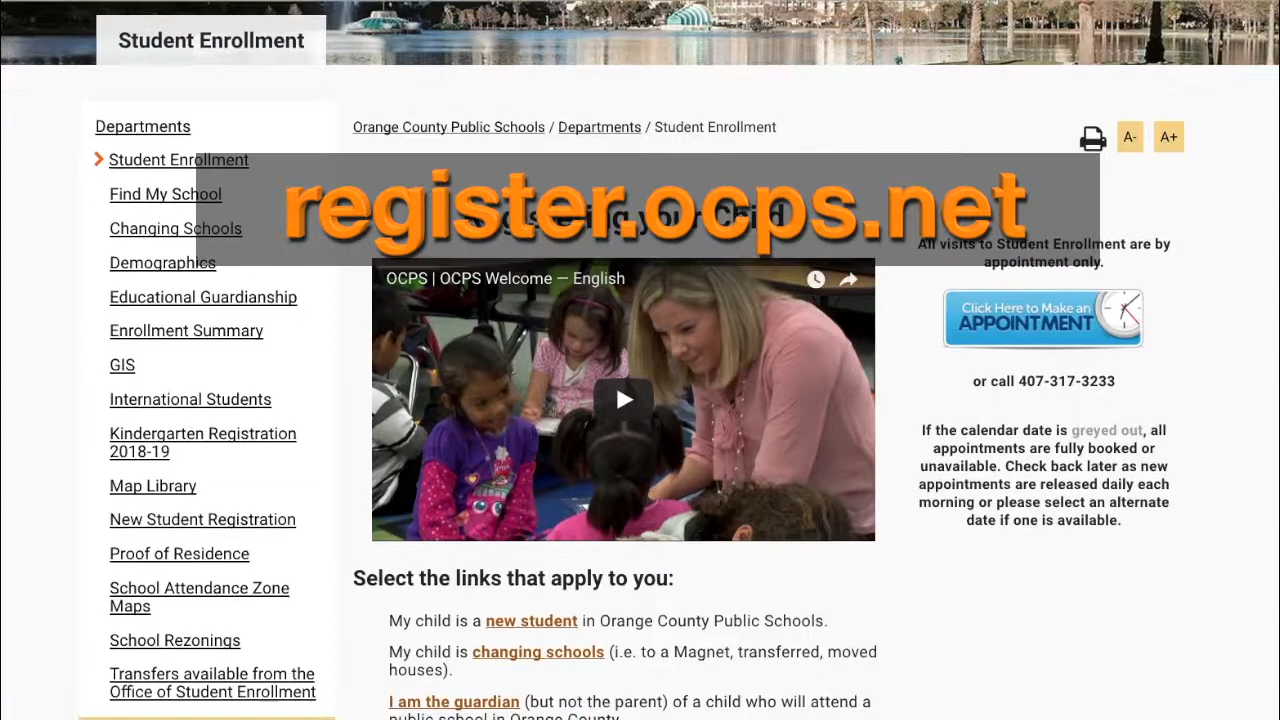 Student Enrollment
Departments
Student Enrollment
Find My School
Changing Schools
Demographics
Educational Guardianship
Enrollment Summary
GIS
International Students
Kindergarten Registration
2018-19
Map Library
New Student Registration
Proof of Residence
School Attendance Zone
Maps
School Rezonings
Transfers available from the
Office of Student Enrollment
Orange County Public Schools / Departments / Student Enrollment
A-
A+
register.ocps.net
Registering your Child
OCPS | OCPS Welcome — English
Select the links that apply to you:
My child is a new student in Orange County Public Schools.
My child is changing schools (i.e. to a Magnet, transferred, moved
houses).
I am the guardian (but not the parent) of a child who will attend a
public school in Orange County.
All visits to Student Enrollment are by
appointment only.
Click Here to Make an
APPOINTMENT
or call 407-317-3233
If the calendar date is greyed out, all
appointments are fully booked or
unavailable. Check back later as new
appointments are released daily each
morning or please select an alternate
date if one is available.